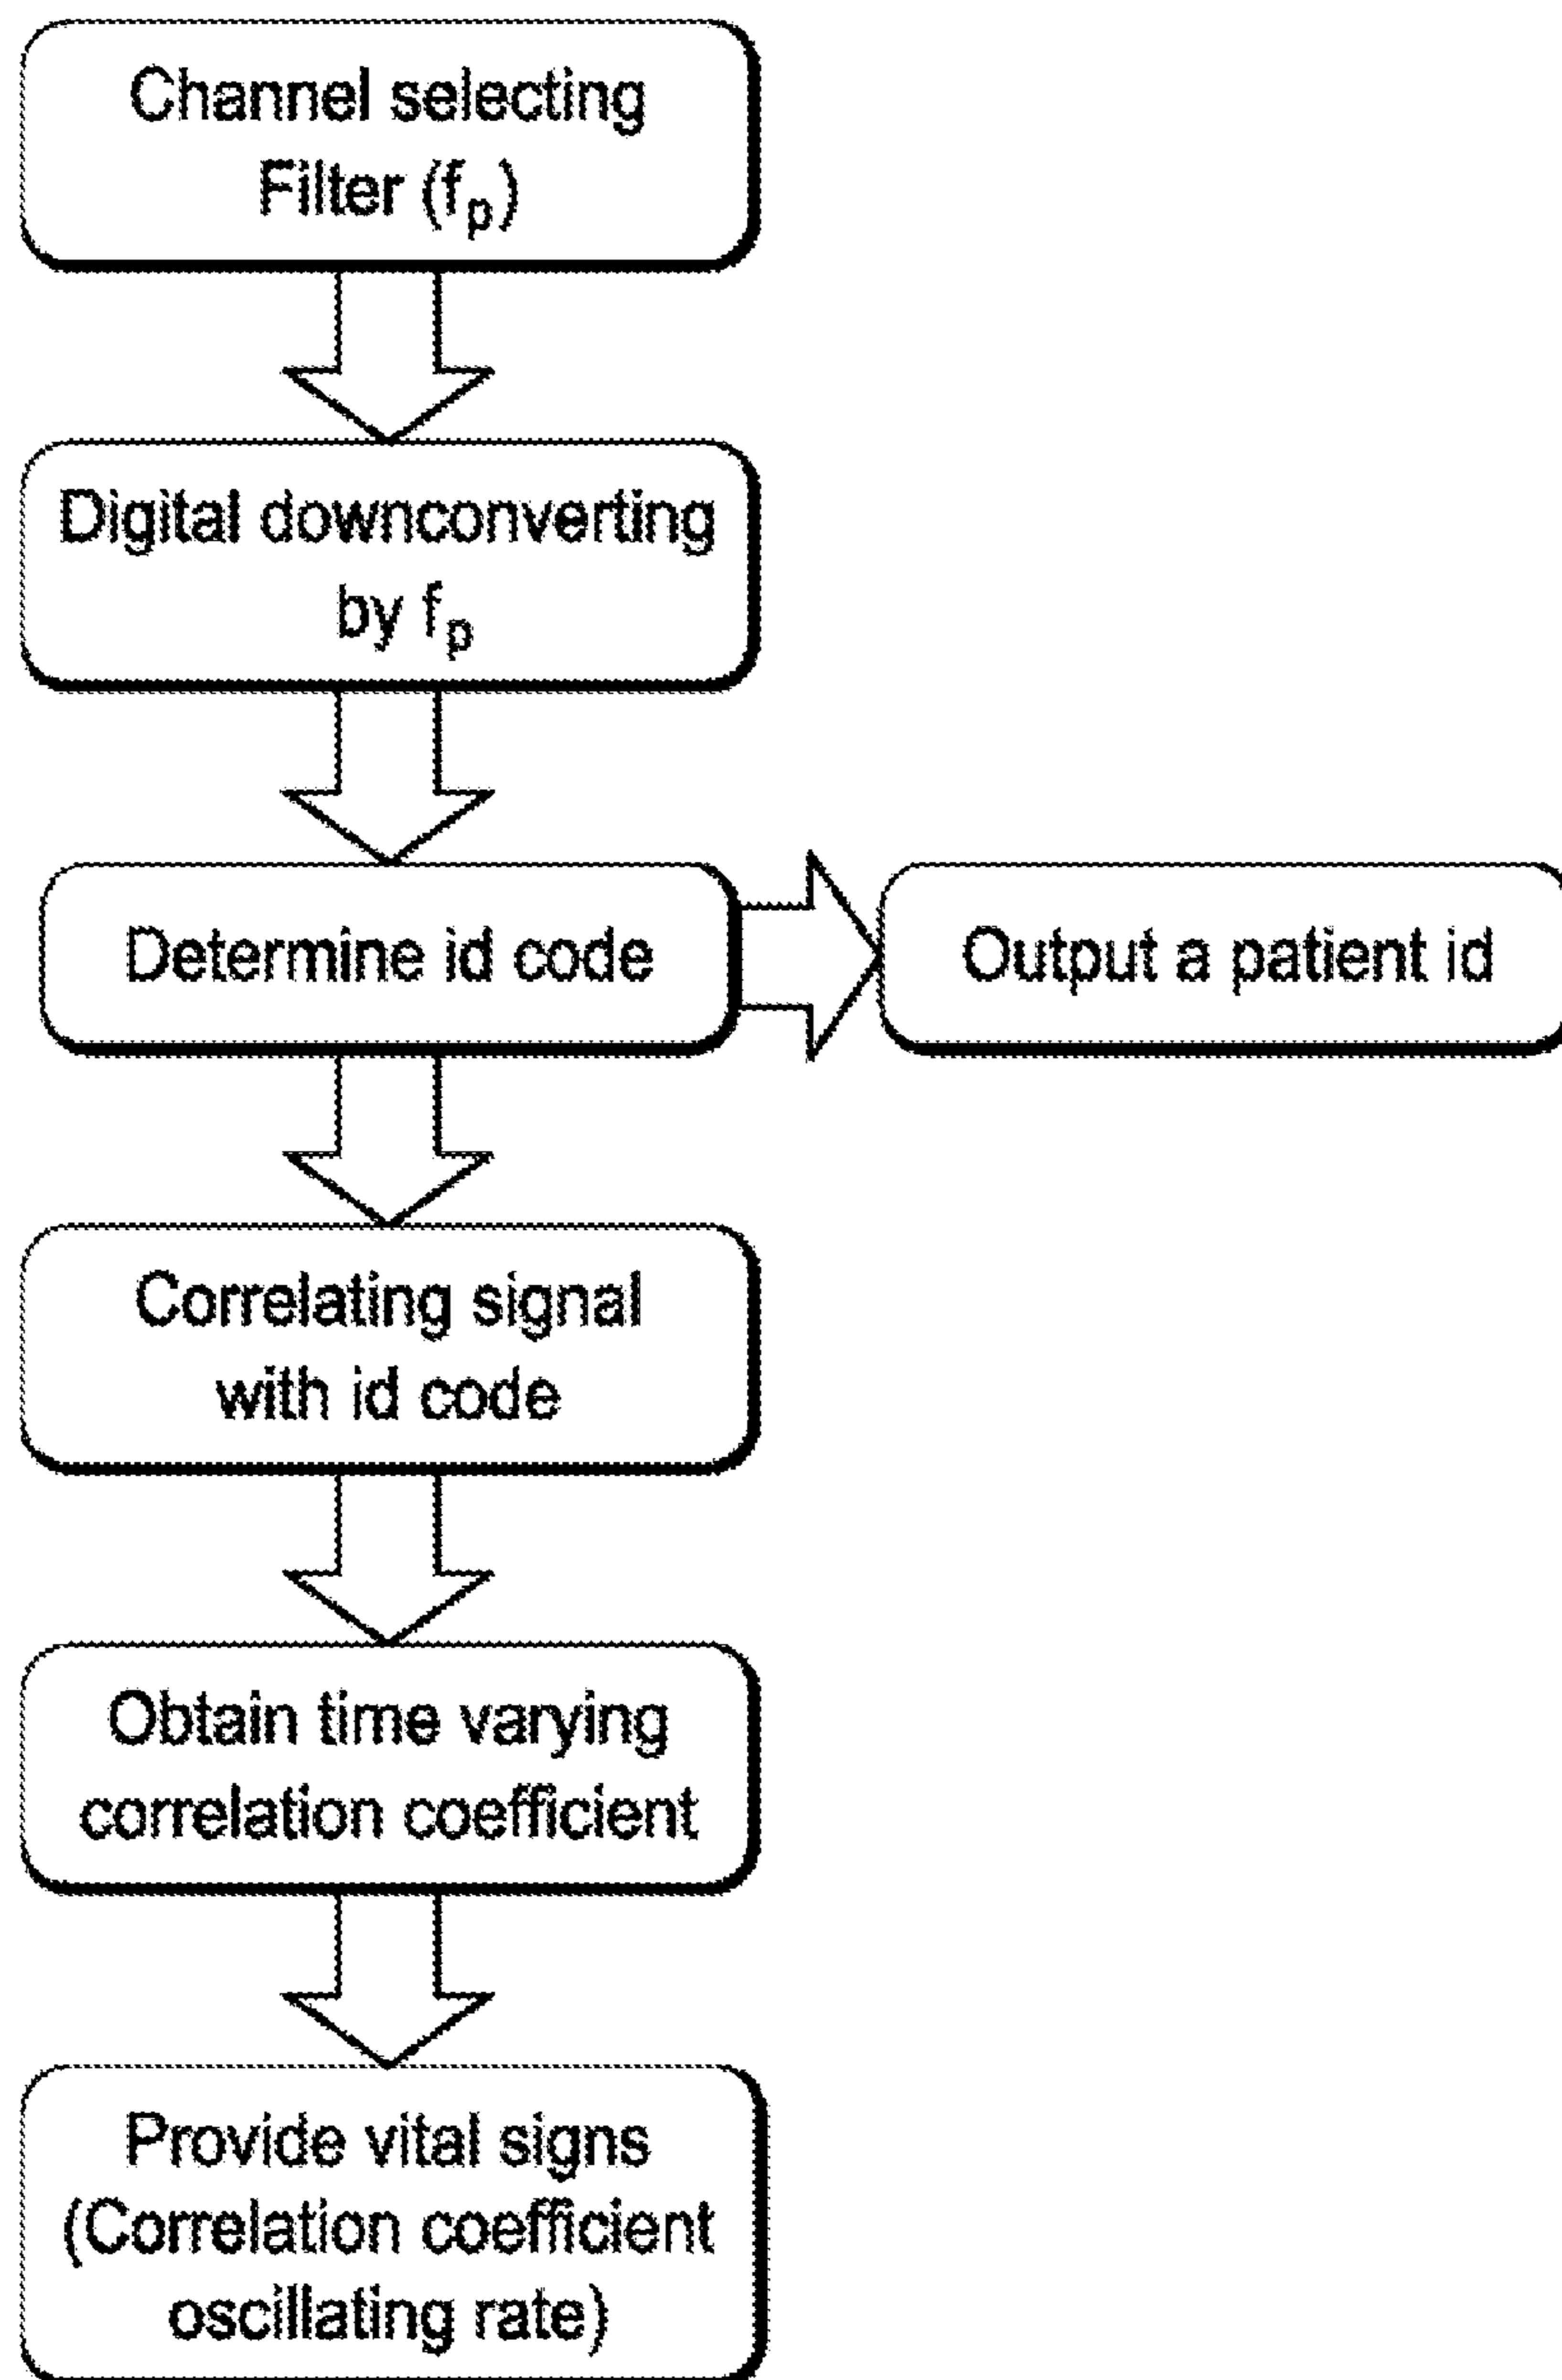 Channel selecting
Filter (fp)
Digital downconverting
by fp
Determine id code
Output a patient id
Correlating signal
with id code
Obtain time varying
correlation coefficient
Provide vital signs
(Correlation coefficient
oscillating rate)